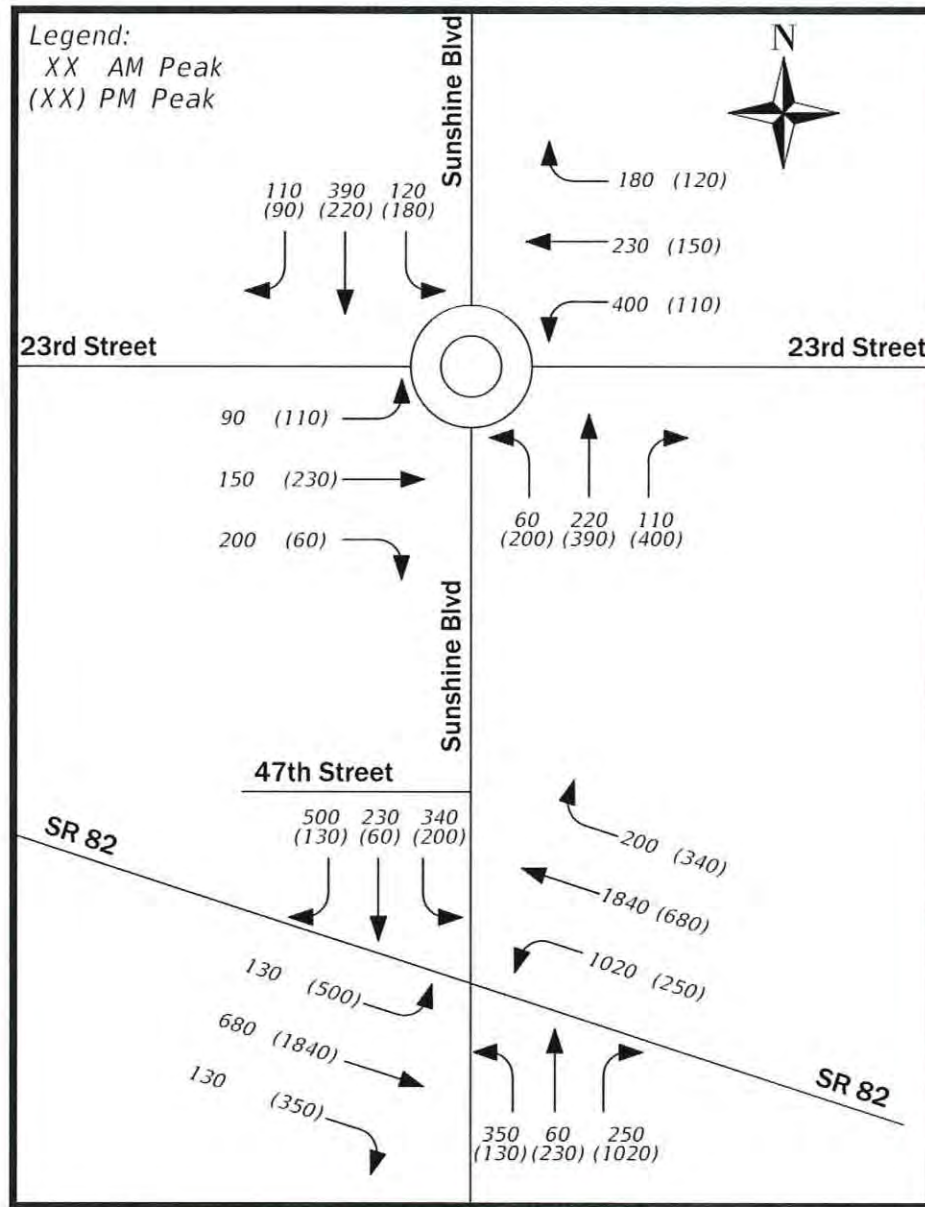 Legend:
XX AM Peak
(XX) PM Peak
N
Sunshine Blvd
110 390 120
(90) (220) (180)
180 (120)
230 (150)
400 (110)
23rd Street
23rd Street
90 (110)
150 (230)
200 (60)
60 220 110
(200) (390) (400)
Sunshine Blvd
47th Street
500 230 340
(130) (60) (200)
SR 82
200 (340)
1840 (680)
1020 (250)
130 (500)
680 (1840)
130 (350)
SR 82
350 60 250
(130) (230) (1020)